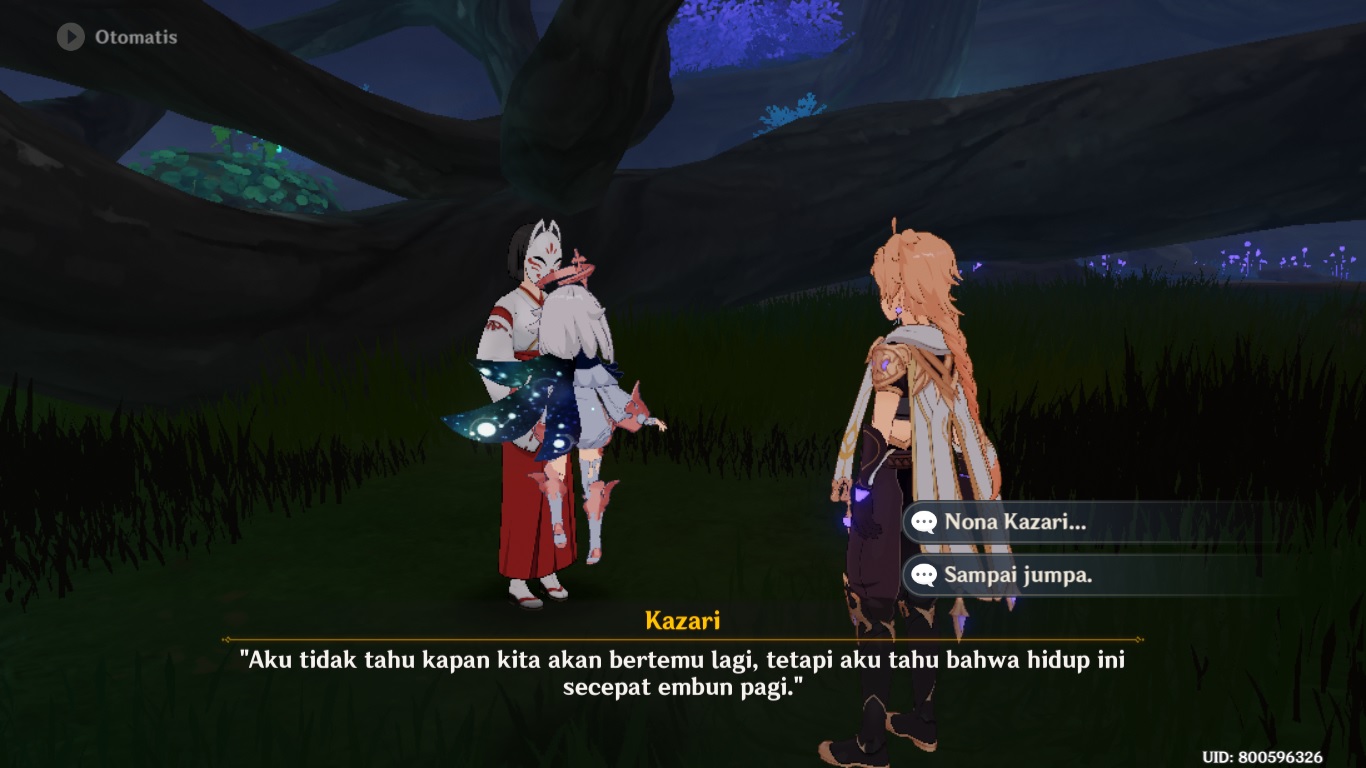 Otomatis
Nona Kazari...
Sampai jumpa.
Kazari
"Aku tidak tahu kapan kita akan bertemu lagi, tetapi aku tahu bahwa hidup ini
secepat embun pagi."
UID: 800596326